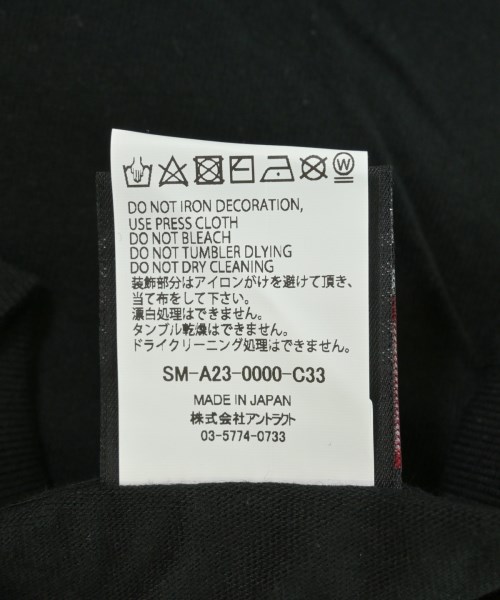 DO NOT IRON DECORATION,
USE PRESS CLOTH
DO NOT BLEACH
DO NOT TUMBLER DLYING
DO NOT DRY CLEANING
装飾部分はアイロンがけを避けて頂き、
当て布をして下さい。
漂白処理はできません。
タンブル乾燥はできません。
ドライクリーニング処理はできません。
SM-A23-0000-C33
MADE IN JAPAN
株式会社アントラクト
03-5774-0733